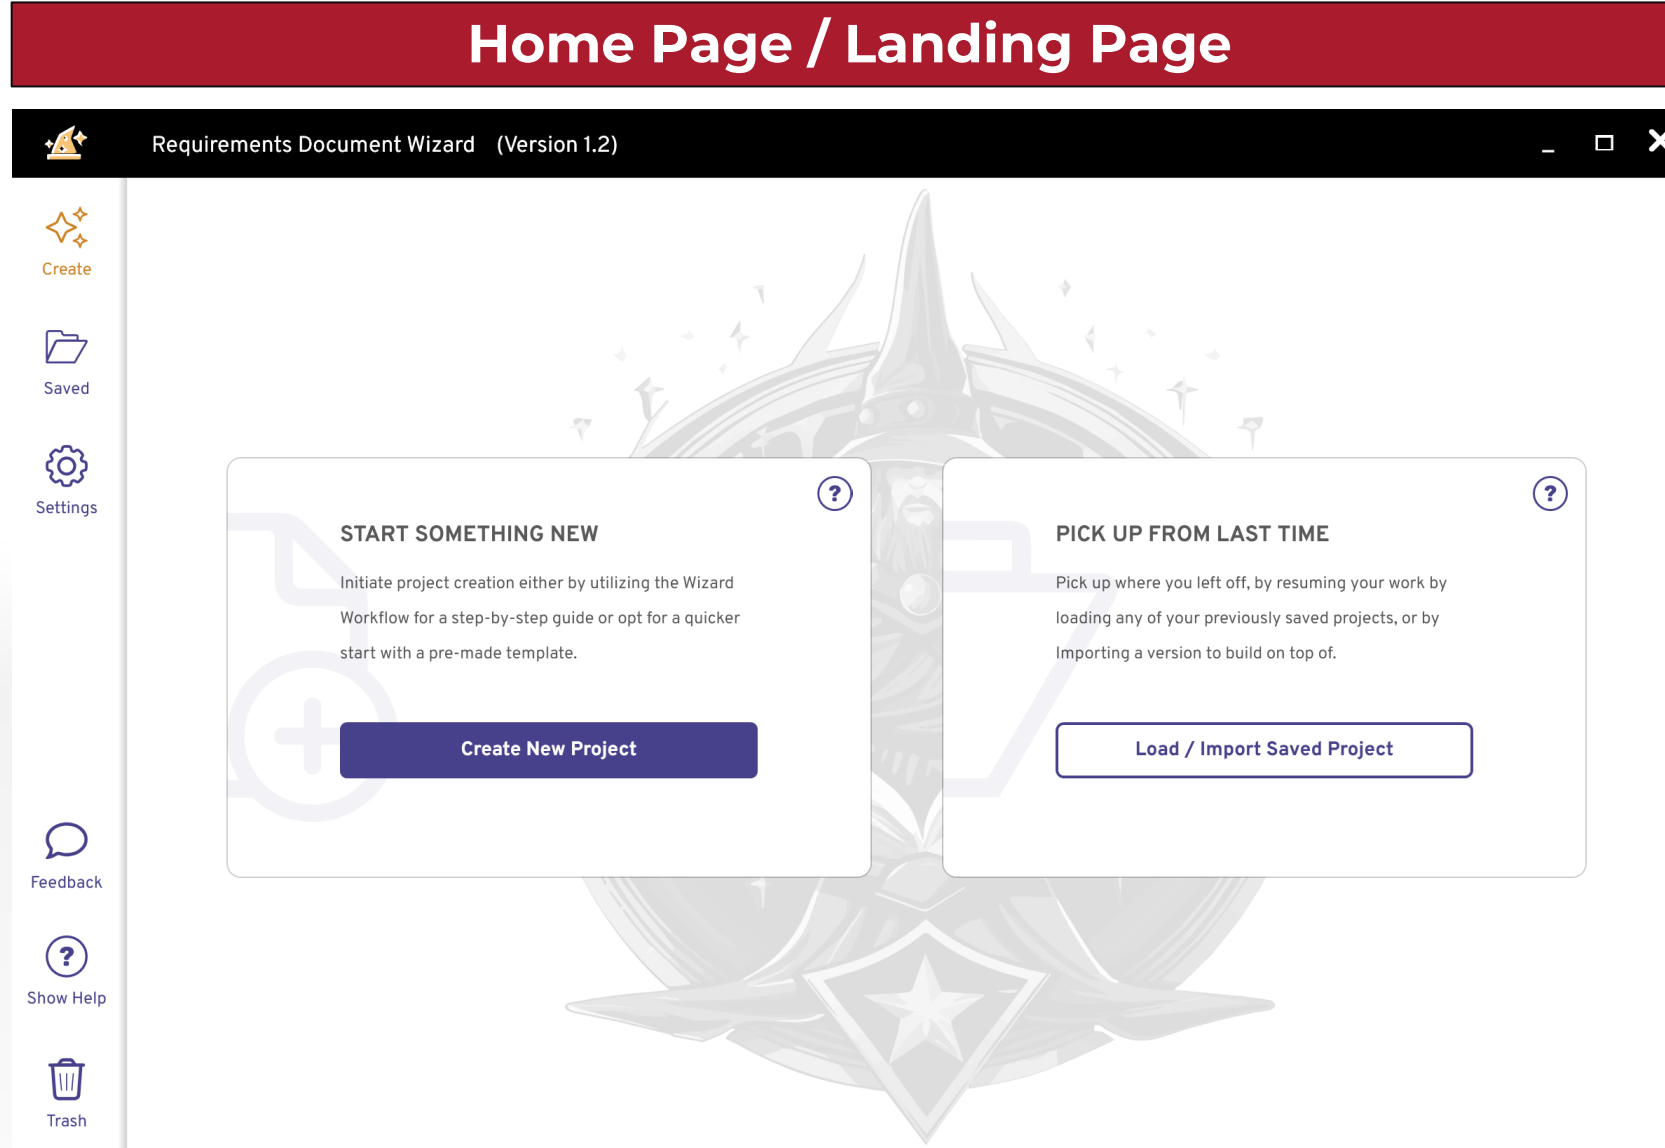 Home Page / Landing Page
Requirements Document Wizard (Version 1.2)
Create
Saved
Settings
Feedback
Show Help
Trash
?
START SOMETHING NEW
Initiate project creation either by utilizing the Wizard
Workflow for a step-by-step guide or opt for a quicker
start with a pre-made template.
Create New Project
?
PICK UP FROM LAST TIME
Pick up where you left off, by resuming your work by
loading any of your previously saved projects, or by
Importing a version to build on top of.
Load / Import Saved Project